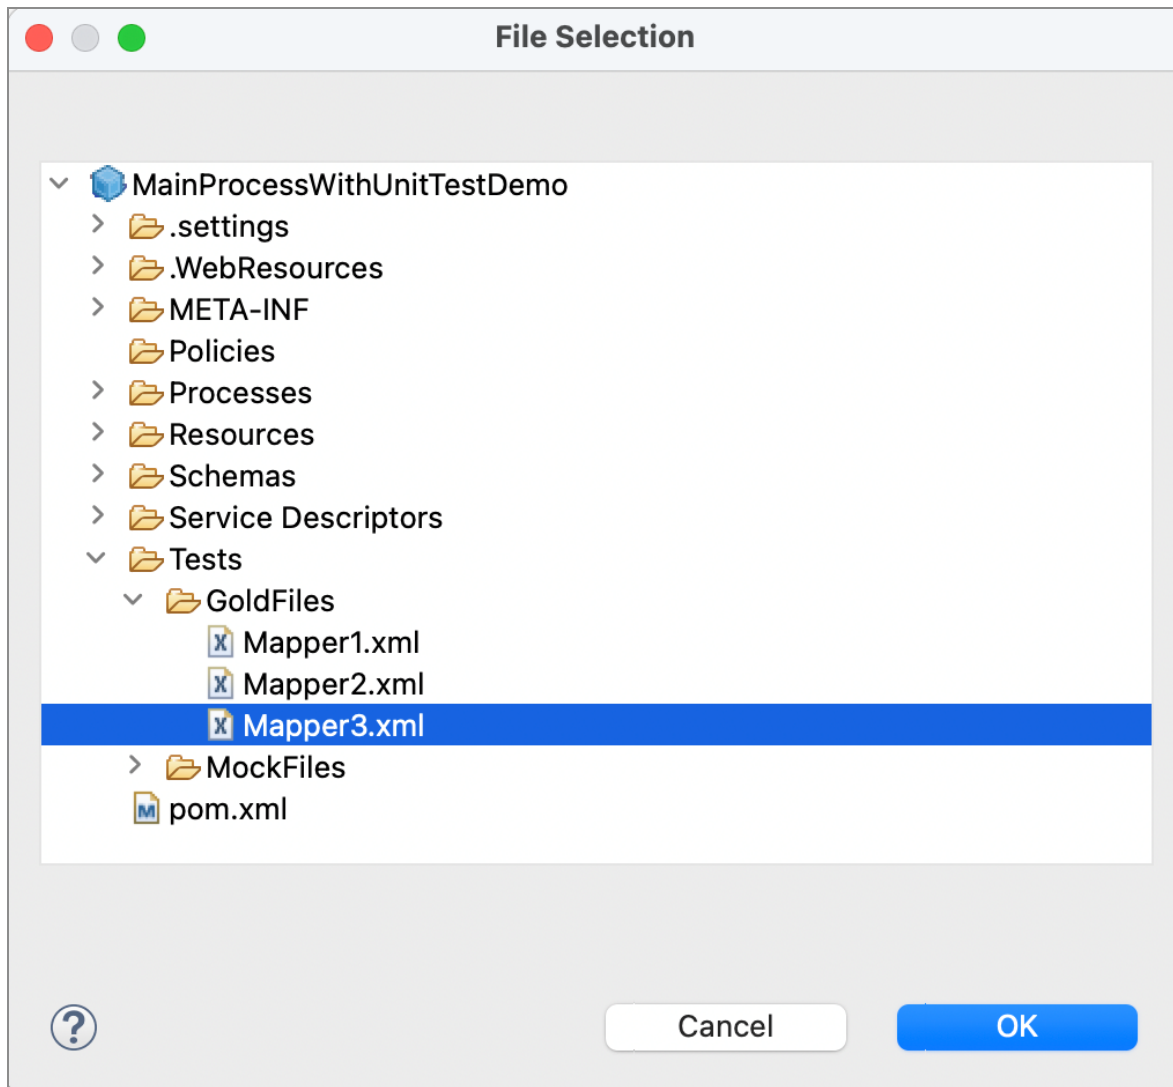 File Selection
MainProcessWithUnitTestDemo
.settings
.WebResources
META-INF
Policies
Processes
Resources
Schemas
Service Descriptors
Tests
GoldFiles
X Mapper1.xml
X Mapper2.xml
X Mapper3.xml
MockFiles
M pom.xml
? Cancel OK